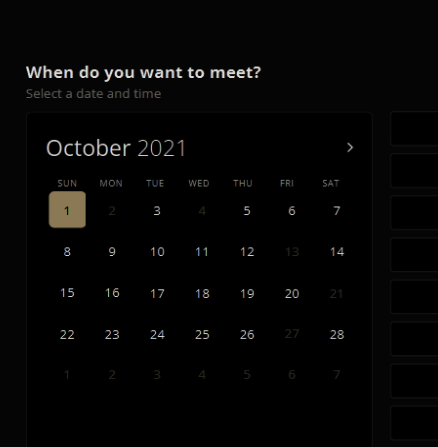 When do you want to meet?
Select a date and time
October 2021
SUN MON TUE WED THU FRI SAT
1 2 3 4 5 6 7
8 9 10 11 12 13 14
15 16 17 18 19 20 21
22 23 24 25 26 27 28
1 2 3 4 5 6 7